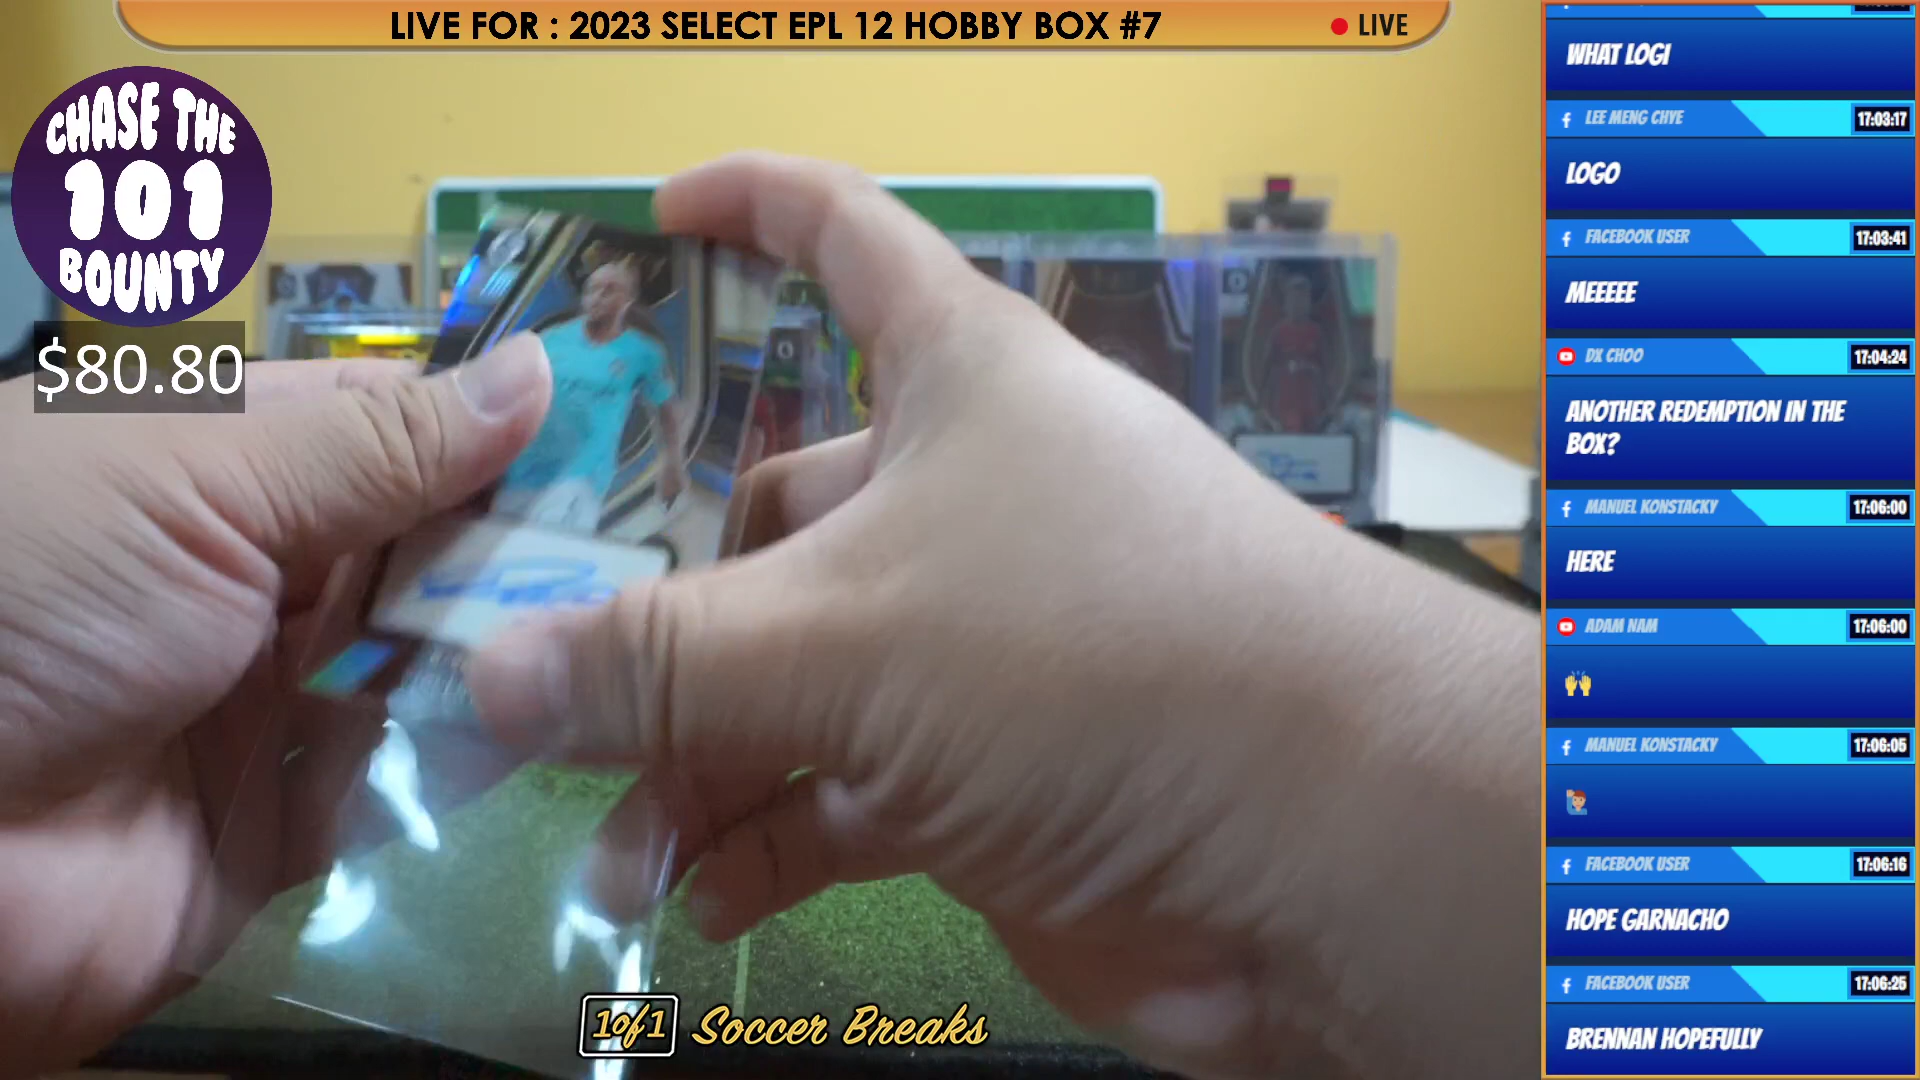 LIVE FOR : 2023 SELECT EPL 12 HOBBY BOX #7
LIVE
CHASE THE
101
BOUNTY
$80.80
1of1 Soccer Breaks
WHAT LOGI
LEE MENG CHYE 17:03:17
LOGO
FACEBOOK USER 17:03:41
MEEEEE
DX CHOO 17:04:24
ANOTHER REDEMPTION IN THE
BOX?
MANUEL KONSTACKY 17:06:00
HERE
ADAM NAM 17:06:00
🙌
MANUEL KONSTACKY 17:06:05
FACEBOOK USER 17:06:16
HOPE GARNACHO
FACEBOOK USER 17:06:25
BRENNAN HOPEFULLY